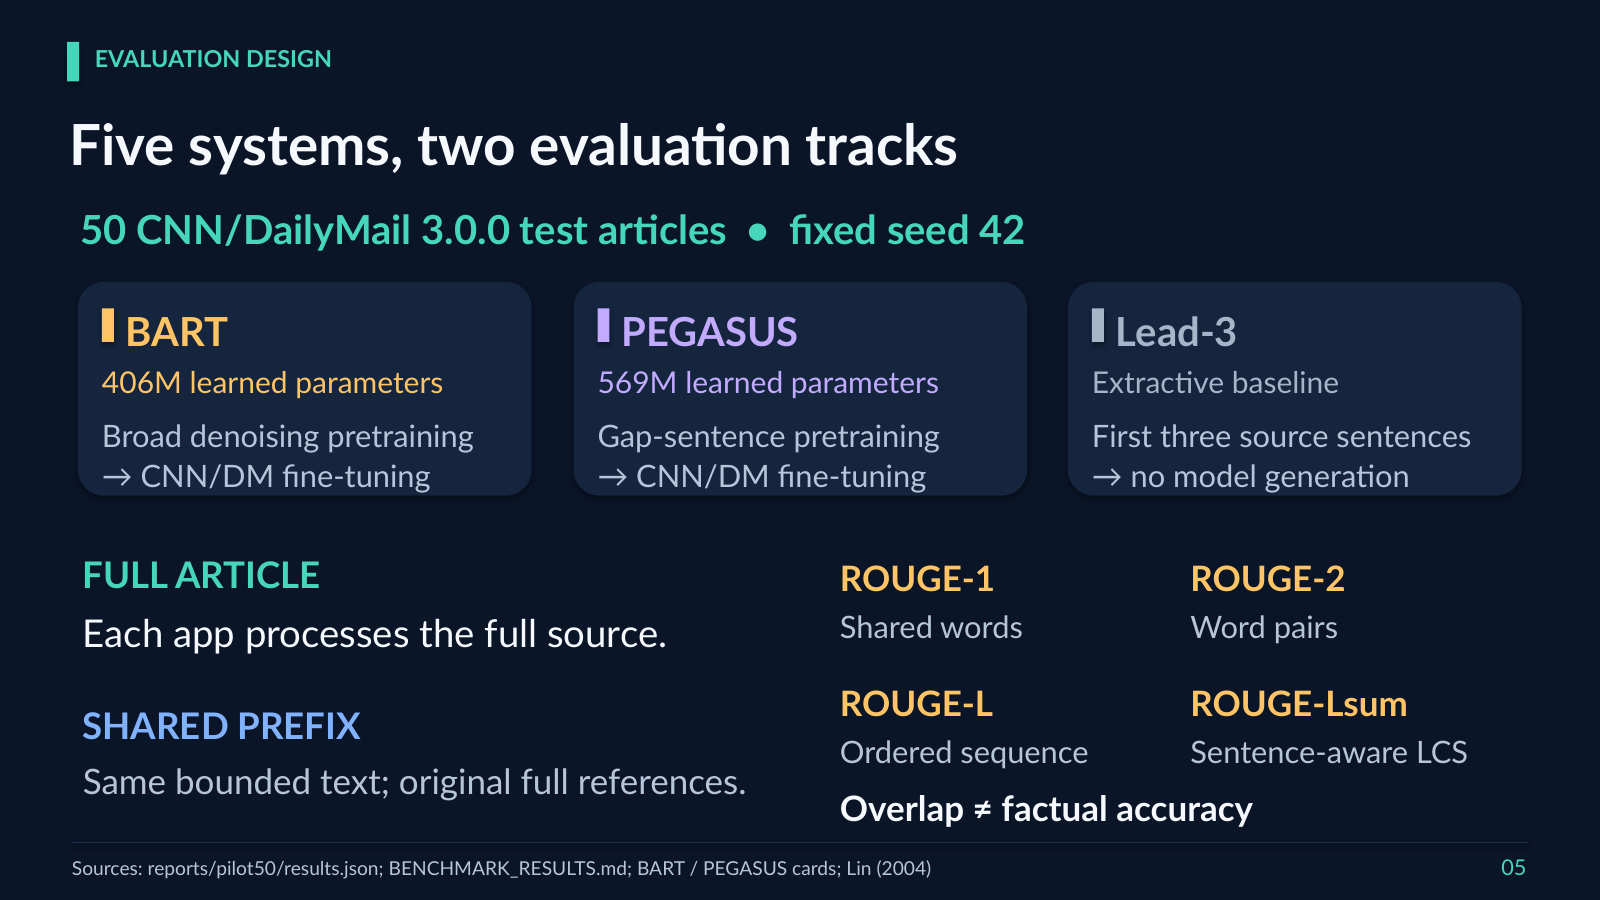 EVALUATION DESIGN
Five systems, two evaluation tracks
50 CNN/DailyMail 3.0.0 test articles • fixed seed 42
BART
406M learned parameters
Broad denoising pretraining
→ CNN/DM fine-tuning
PEGASUS
569M learned parameters
Gap-sentence pretraining
→ CNN/DM fine-tuning
Lead-3
Extractive baseline
First three source sentences
→ no model generation
FULL ARTICLE
Each app processes the full source.
SHARED PREFIX
Same bounded text; original full references.
ROUGE-1
Shared words
ROUGE-2
Word pairs
ROUGE-L
Ordered sequence
ROUGE-Lsum
Sentence-aware LCS
Overlap ≠ factual accuracy
Sources: reports/pilot50/results.json; BENCHMARK_RESULTS.md; BART / PEGASUS cards; Lin (2004)
05